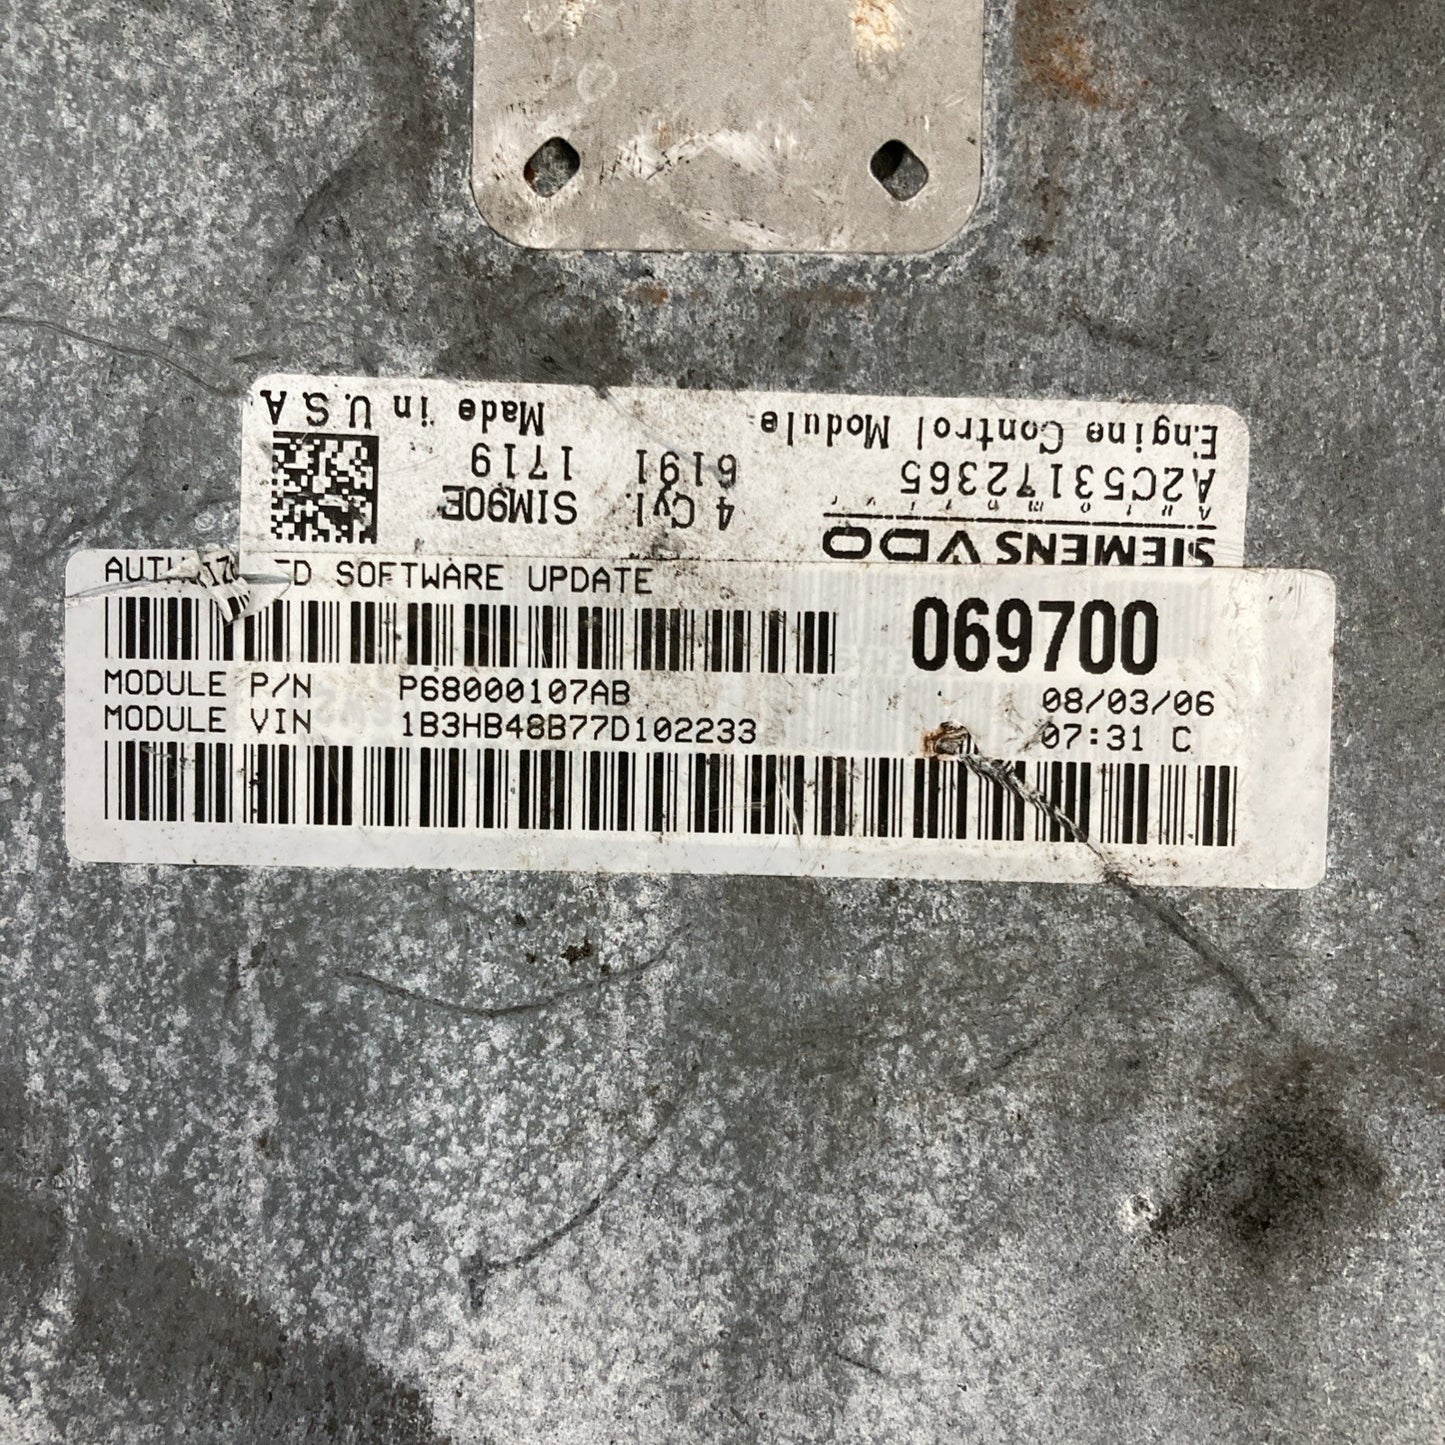 SIEMENS VDO
A2C53172365
Engine Control Module
4 Cyl. SIM90E
6191 1719
Made in U.S.A
SOFTWARE UPDATE
069700
MODULE P/N P68000107AB
08/03/06
MODULE VIN 1B3HB48B77D102233
07:31 C